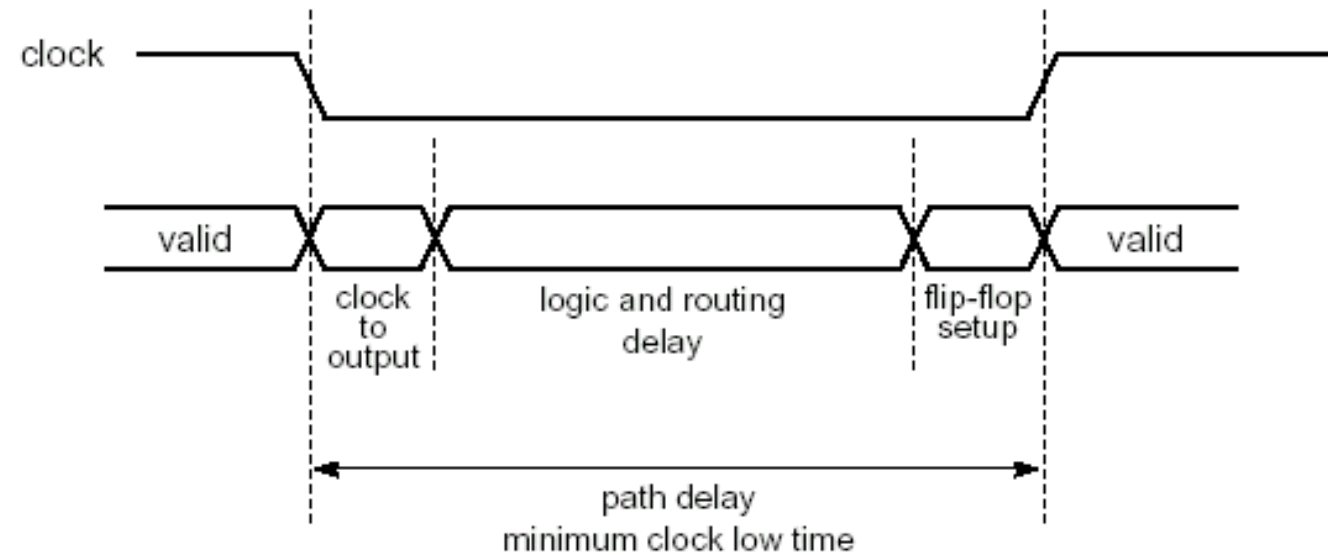 clock
valid
valid
clock
to
output
logic and routing
delay
flip-flop
setup
path delay
minimum clock low time